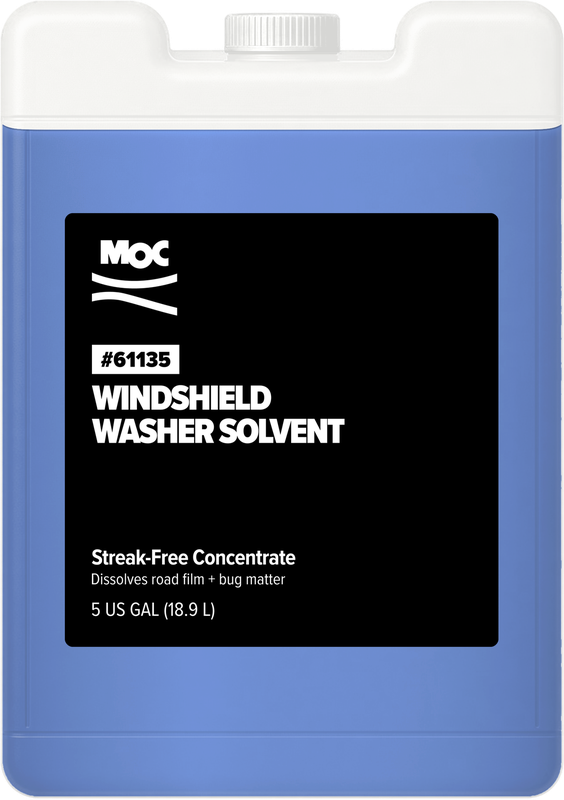 MOC
#61135
WINDSHIELD
WASHER SOLVENT
Streak-Free Concentrate
Dissolves road film + bug matter
5 US GAL (18.9 L)